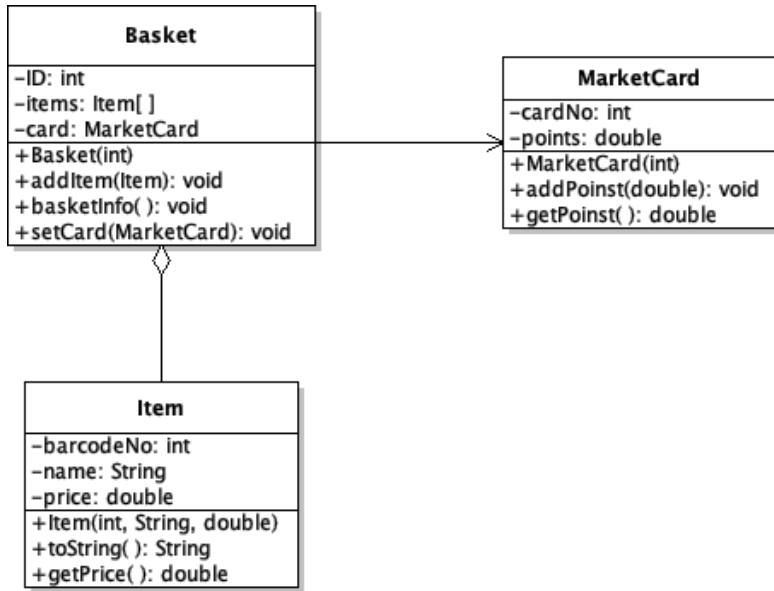 Basket
-ID: int
-items: Item[ ]
-card: MarketCard
+Basket(int)
+addItem(Item): void
+basketInfo( ): void
+setCard(MarketCard): void
MarketCard
-cardNo: int
-points: double
+MarketCard(int)
+addPoinst(double): void
+getPoinst( ): double
Item
-barcodeNo: int
-name: String
-price: double
+Item(int, String, double)
+toString( ): String
+getPrice( ): double